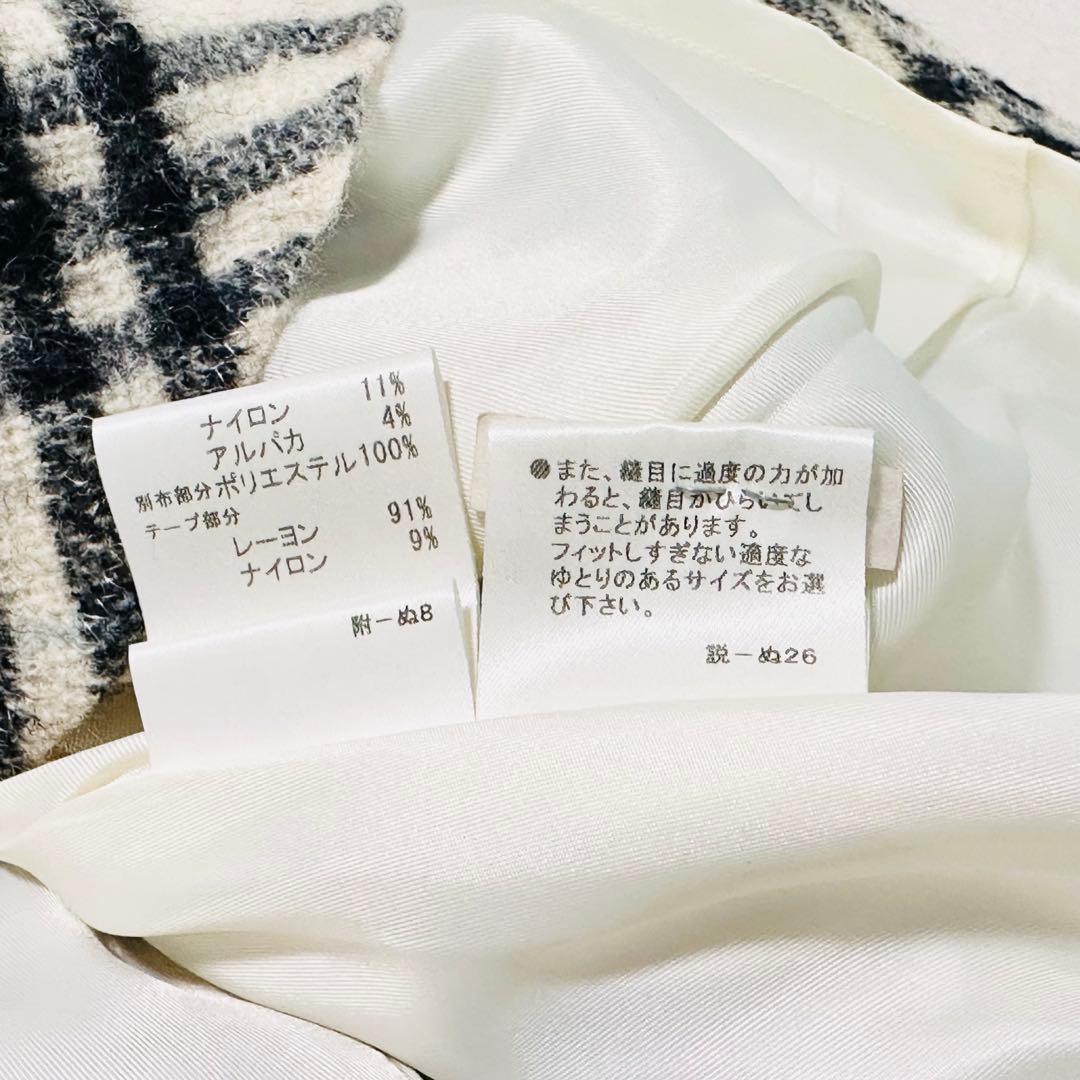 ナイロン 11%
アルパカ 4%
別布部分 ポリエステル100%
テープ部分
レーヨン 91%
ナイロン 9%
附ーぬ8
また、縫目に過度の力が加
わると、縫目がひらいてし
まうことがあります。
フィットしすぎない適度な
ゆとりのあるサイズをお選
び下さい。
説ーぬ26